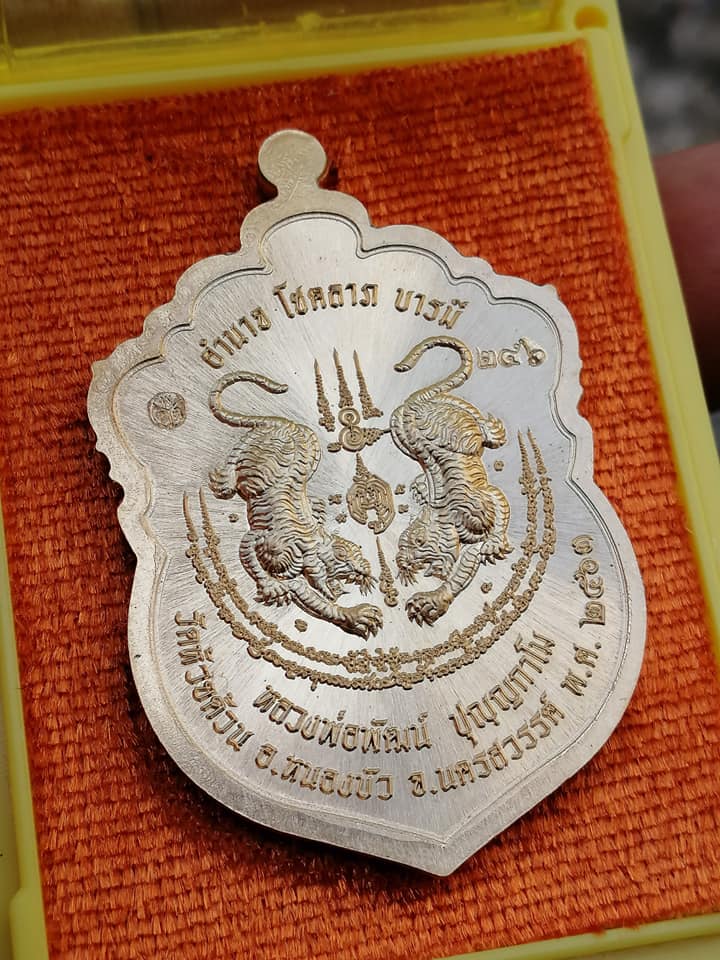 อำนาจ โชคลาภ บารมี
๒๔๖
หลวงพ่อพัฒน์ ปุญฺญกาโม
วัดห้วยด้วน อ.หนองบัว จ.นครสวรรค์ พ.ศ. ๒๕๖๓